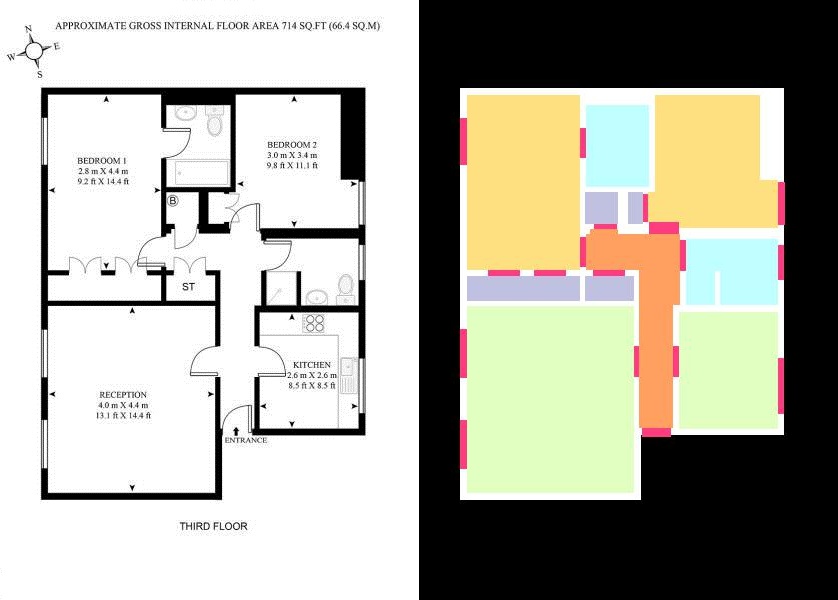 APPROXIMATE GROSS INTERNAL FLOOR AREA 714 SQ.FT (66.4 SQ.M)
N
W
E
S
BEDROOM 1
2.8 m X 4.4 m
9.2 ft X 14.4 ft
BEDROOM 2
3.0 m X 3.4 m
9.8 ft X 11.1 ft
B
ST
RECEPTION
4.0 m X 4.4 m
13.1 ft X 14.4 ft
KITCHEN
2.6 m X 2.6 m
8.5 ft X 8.5 ft
ENTRANCE
THIRD FLOOR